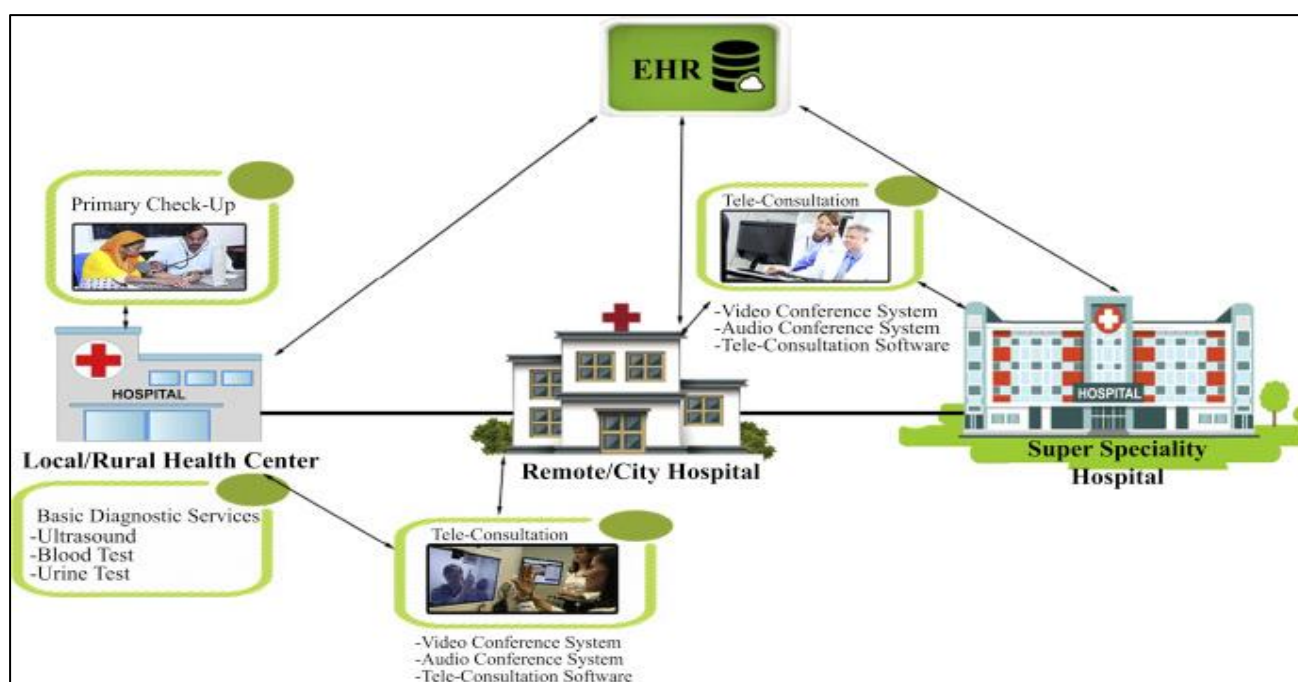 EHR
Primary Check-Up
Tele-Consultation
-Video Conference System
-Audio Conference System
-Tele-Consultation Software
HOSPITAL
HOSPITAL
Local/Rural Health Center
Remote/City Hospital
Super Speciality
Hospital
Basic Diagnostic Services
-Ultrasound
-Blood Test
-Urine Test
Tele-Consultation
-Video Conference System
-Audio Conference System
-Tele-Consultation Software